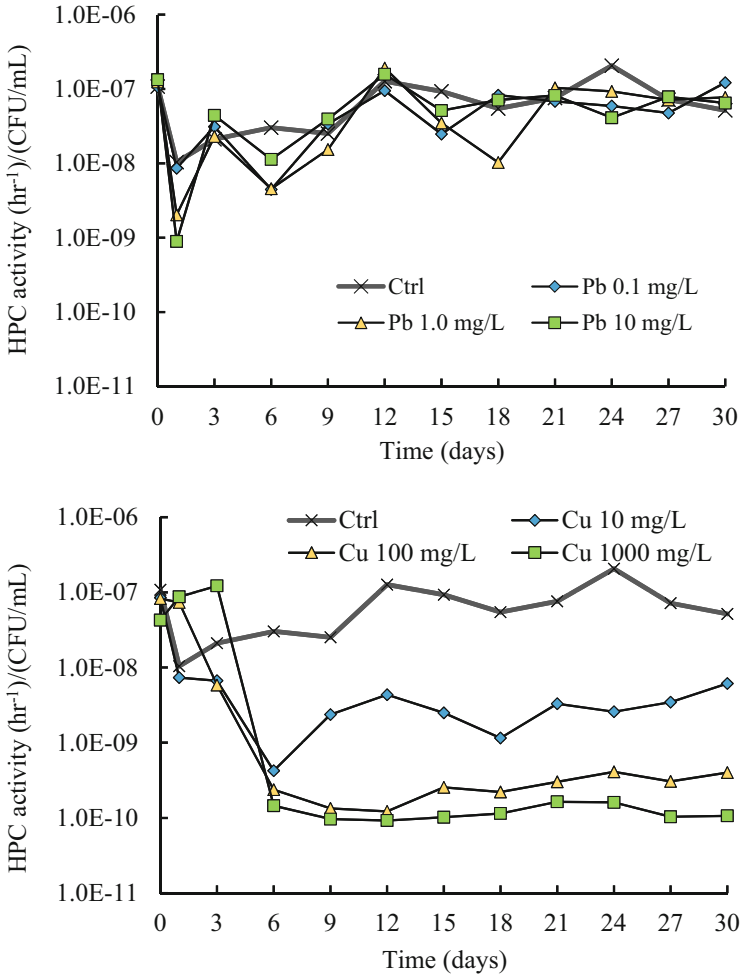 HPC activity (hr⁻¹)/(CFU/mL)
1.0E-06
1.0E-07
1.0E-08
1.0E-09
1.0E-10
1.0E-11
Ctrl Pb 0.1 mg/L
Pb 1.0 mg/L Pb 10 mg/L
0 3 6 9 12 15 18 21 24 27 30
Time (days)
HPC activity (hr⁻¹)/(CFU/mL)
1.0E-06
1.0E-07
1.0E-08
1.0E-09
1.0E-10
1.0E-11
Ctrl Cu 10 mg/L
Cu 100 mg/L Cu 1000 mg/L
0 3 6 9 12 15 18 21 24 27 30
Time (days)